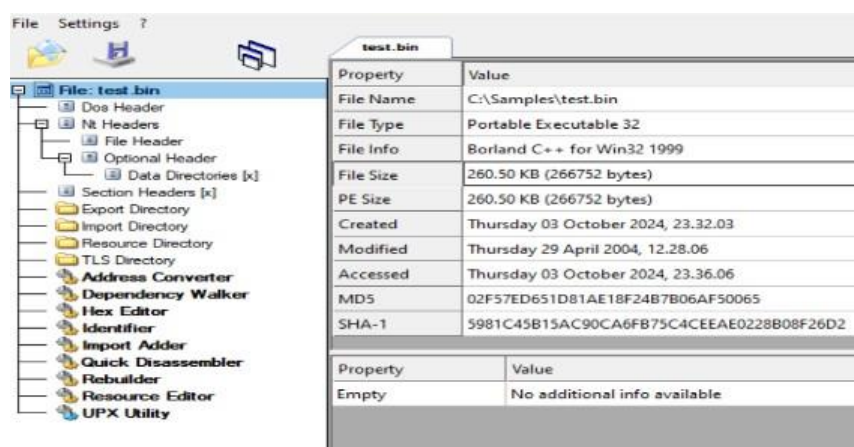 File Settings ?
test.bin
File: test.bin
Dos Header
Nt Headers
File Header
Optional Header
Data Directories [x]
Section Headers [x]
Export Directory
Import Directory
Resource Directory
TLS Directory
Address Converter
Dependency Walker
Hex Editor
Identifier
Import Adder
Quick Disassembler
Rebuilder
Resource Editor
UPX Utility
Property Value
File Name C:\Samples\test.bin
File Type Portable Executable 32
File Info Borland C++ for Win32 1999
File Size 260.50 KB (266752 bytes)
PE Size 260.50 KB (266752 bytes)
Created Thursday 03 October 2024, 23.32.03
Modified Thursday 29 April 2004, 12.28.06
Accessed Thursday 03 October 2024, 23.36.06
MD5 02F57ED651D81AE18F24B7B06AF50065
SHA-1 5981C45B15AC90CA6FB75C4CEEAE0228B08F26D2
Property Value
Empty No additional info available